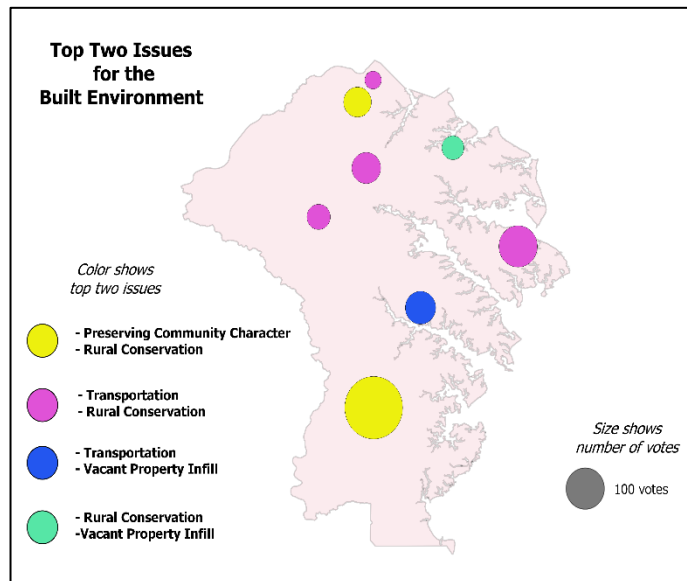 Top Two Issues
for the
Built Environment
Color shows
top two issues
- Preserving Community Character
- Rural Conservation
- Transportation
- Rural Conservation
- Transportation
- Vacant Property Infill
- Rural Conservation
-Vacant Property Infill
Size shows
number of votes
100 votes